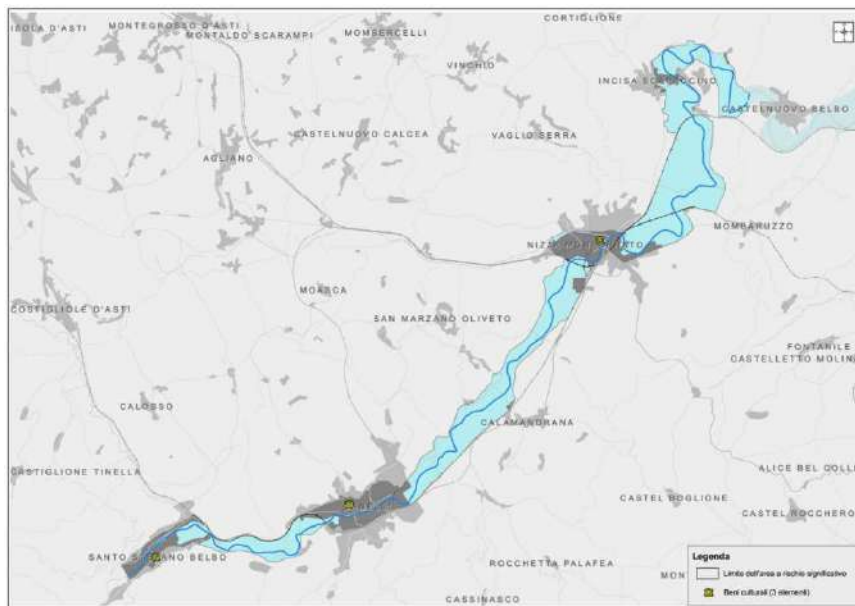 CORTIGLIONE
ISOLA D'ASTI
MONTEGROSSO D'ASTI
MONTALDO SCARAMPI
MOMBERCELLI
VINCHIO
INCISA SCAPACCINO
CASTELNUOVO BELBO
CASTELNUOVO CALCEA
VAGLIO SERRA
AGLIANO
MOMBARUZZO
MOASCA
COSTIGLIOLE D'ASTI
SAN MARZANO OLIVETO
FONTANILE
CASTELLETTO MOLIN
CALOSSO
CALAMANDRANA
CASTIGLIONE TINELLA
ALICE BEL COLL
CASTEL BOGLIONE
CASTEL ROCCHERO
SANTO STEFANO BELBO
ROCCHETTA PALAFEA
MON
CASSINASCO
Legenda
Limite dell'area a rischio significativo
Beni culturali (3 elementi)